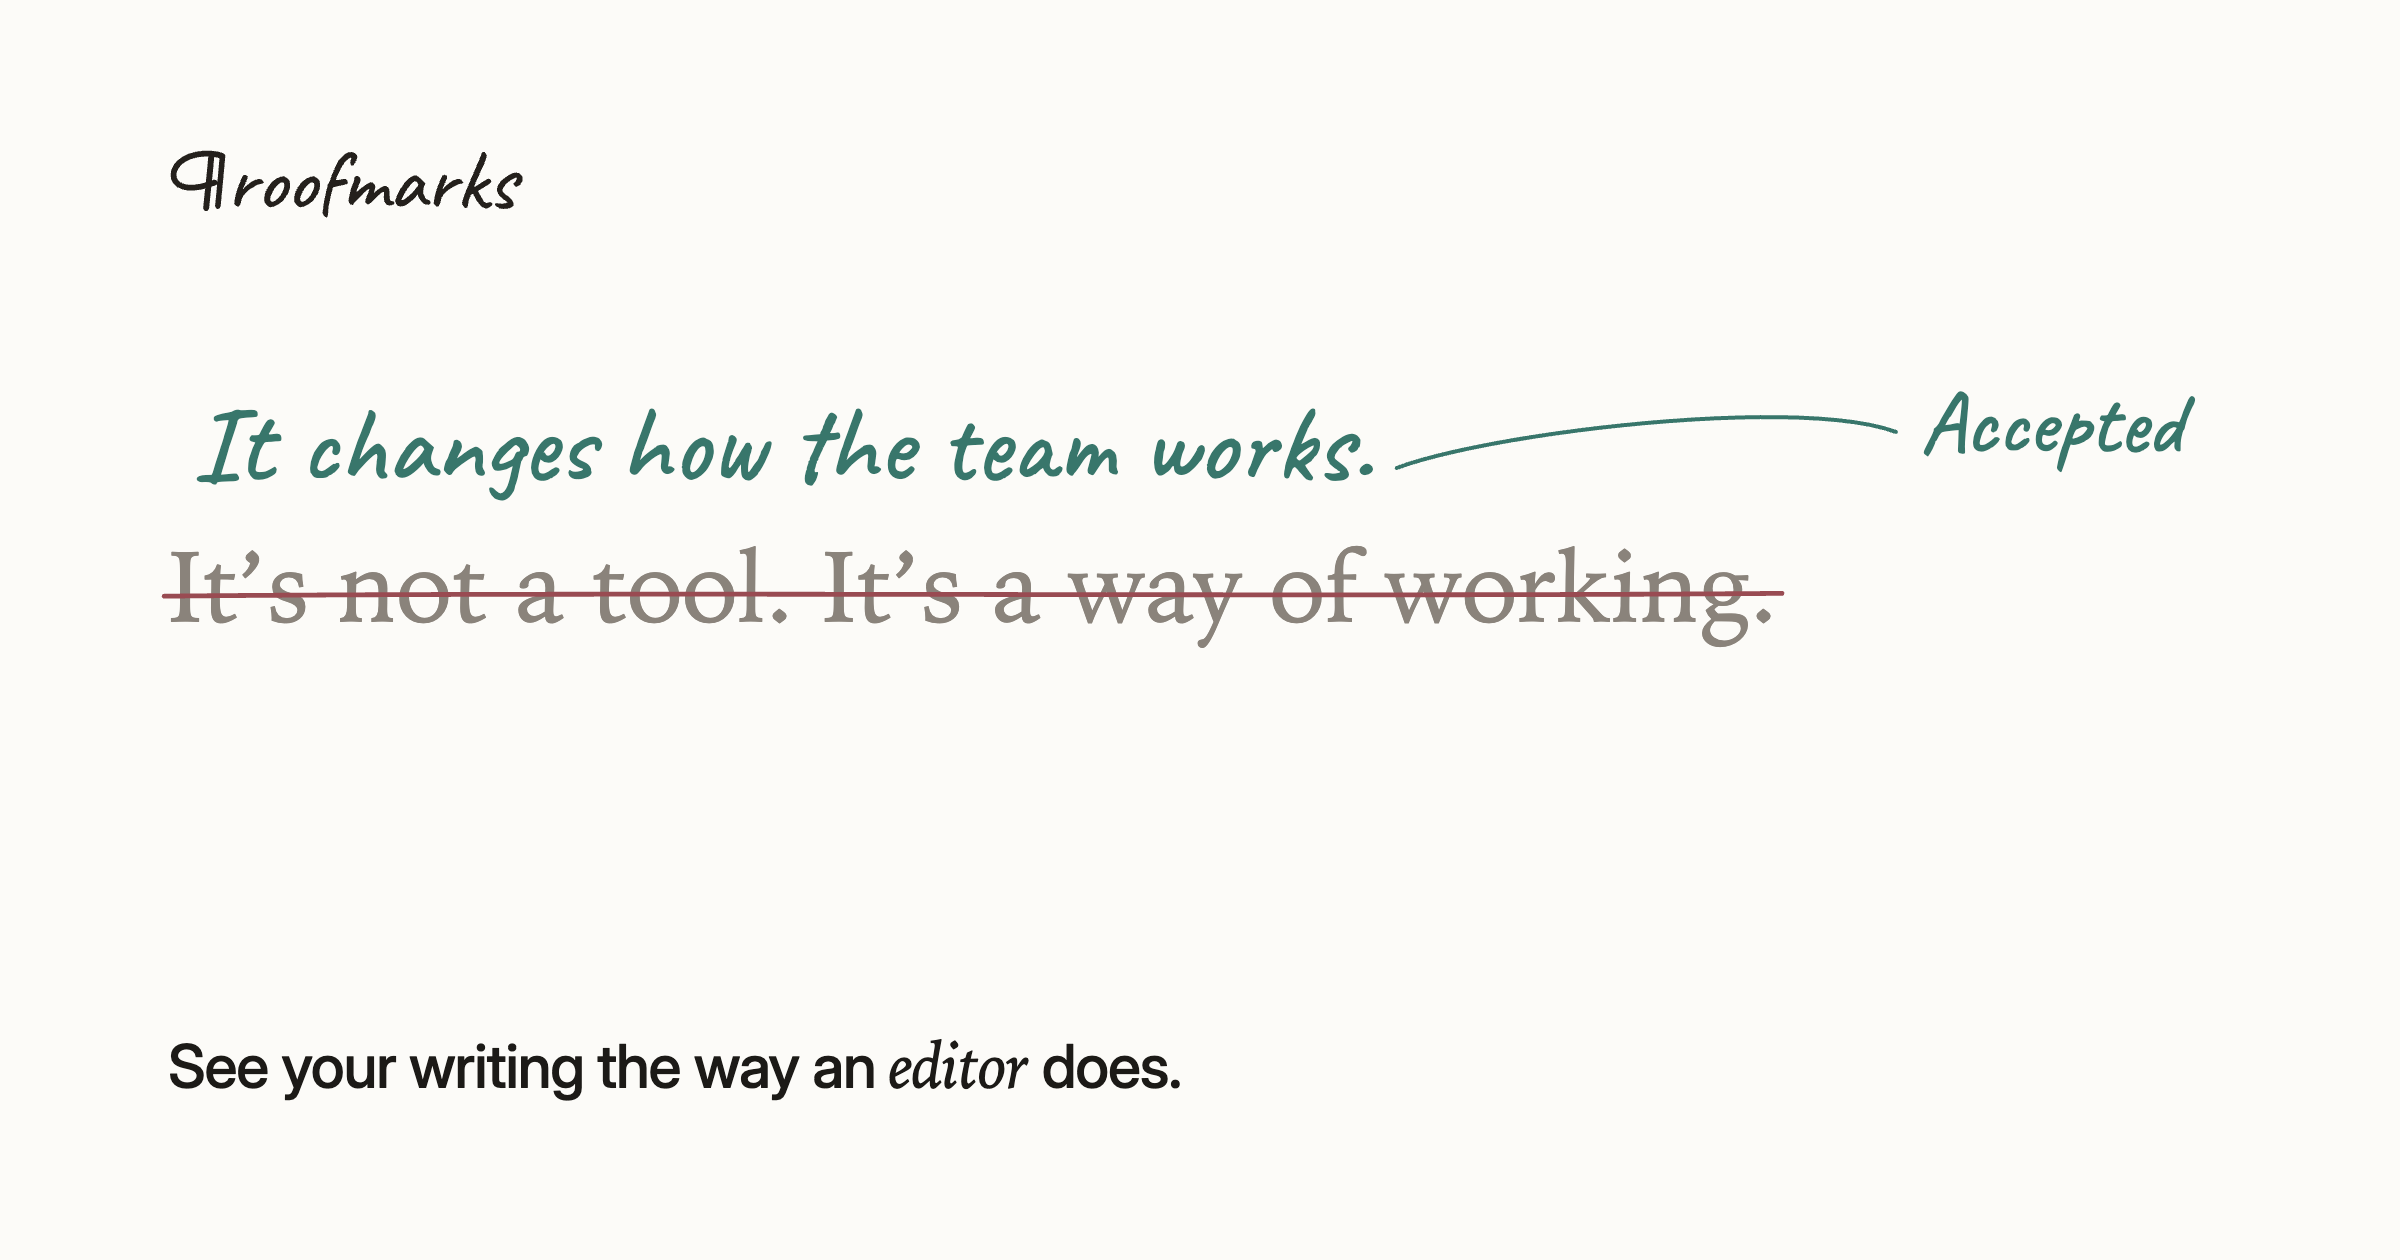 ¶roofmarks
It changes how the team works. Accepted
It’s not a tool. It’s a way of working.
See your writing the way an editor does.